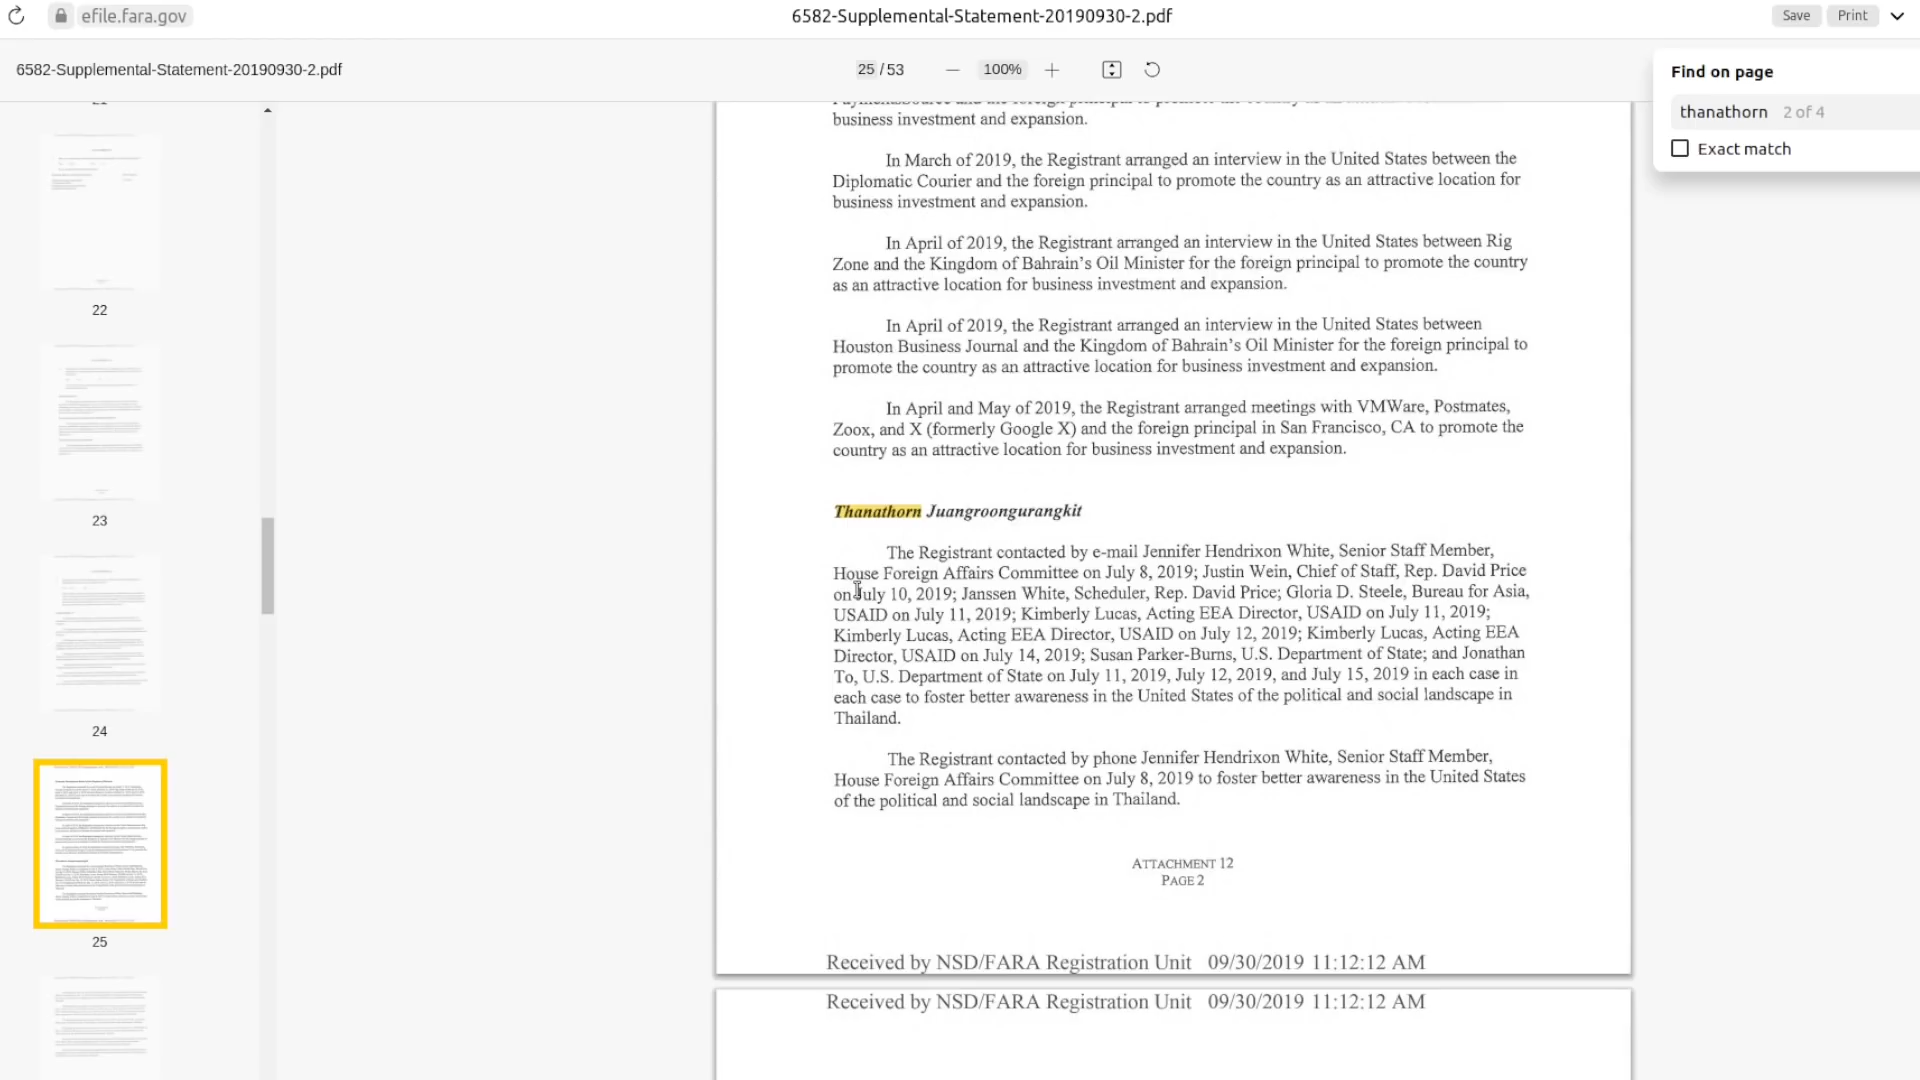 efile.fara.gov
6582-Supplemental-Statement-20190930-2.pdf
Save
Print
6582-Supplemental-Statement-20190930-2.pdf
25 / 53
100%
Find on page
thanathorn 2 of 4
Exact match
22
23
24
25
business investment and expansion.
In March of 2019, the Registrant arranged an interview in the United States between the
Diplomatic Courier and the foreign principal to promote the country as an attractive location for
business investment and expansion.
In April of 2019, the Registrant arranged an interview in the United States between Rig
Zone and the Kingdom of Bahrain's Oil Minister for the foreign principal to promote the country
as an attractive location for business investment and expansion.
In April of 2019, the Registrant arranged an interview in the United States between
Houston Business Journal and the Kingdom of Bahrain's Oil Minister for the foreign principal to
promote the country as an attractive location for business investment and expansion.
In April and May of 2019, the Registrant arranged meetings with VMWare, Postmates,
Zoox, and X (formerly Google X) and the foreign principal in San Francisco, CA to promote the
country as an attractive location for business investment and expansion.
Thanathorn Juangroongurangkit
The Registrant contacted by e-mail Jennifer Hendrixon White, Senior Staff Member,
House Foreign Affairs Committee on July 8, 2019; Justin Wein, Chief of Staff, Rep. David Price
on July 10, 2019; Janssen White, Scheduler, Rep. David Price; Gloria D. Steele, Bureau for Asia,
USAID on July 11, 2019; Kimberly Lucas, Acting EEA Director, USAID on July 11, 2019;
Kimberly Lucas, Acting EEA Director, USAID on July 12, 2019; Kimberly Lucas, Acting EEA
Director, USAID on July 14, 2019; Susan Parker-Burns, U.S. Department of State; and Jonathan
To, U.S. Department of State on July 11, 2019, July 12, 2019, and July 15, 2019 in each case in
each case to foster better awareness in the United States of the political and social landscape in
Thailand.
The Registrant contacted by phone Jennifer Hendrixon White, Senior Staff Member,
House Foreign Affairs Committee on July 8, 2019 to foster better awareness in the United States
of the political and social landscape in Thailand.
ATTACHMENT 12
PAGE 2
Received by NSD/FARA Registration Unit 09/30/2019 11:12:12 AM
Received by NSD/FARA Registration Unit 09/30/2019 11:12:12 AM